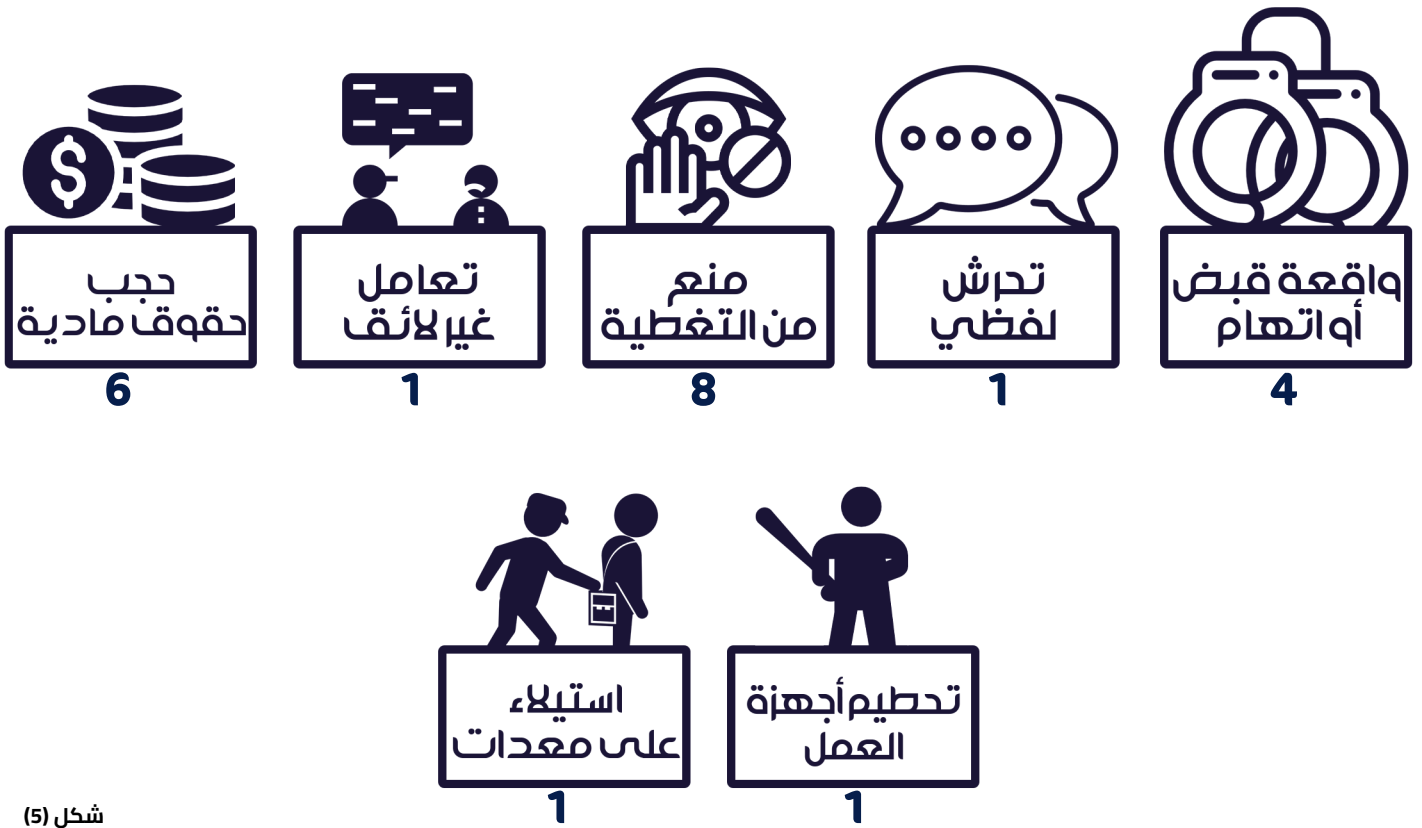 واقعة قبض
أو اتهام
4
تحرش
لفظي
1
منع
من التغطية
8
تعامل
غير لائق
1
حجب
حقوق مادية
6
تحطيم أجهزة
العمل
1
استيلاء
على معدات
1
شكل (5)